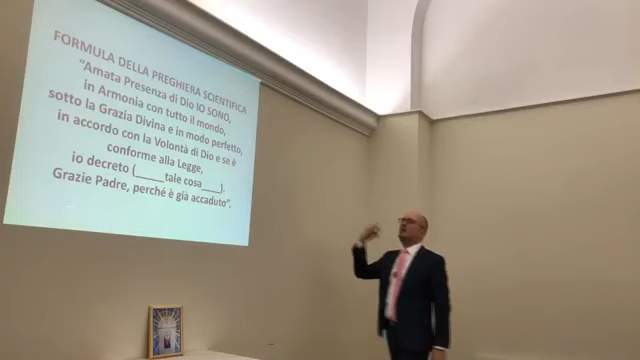 FORMULA DELLA PREGHIERA SCIENTIFICA
“Amata Presenza di Dio IO SONO,
in Armonia con tutto il mondo,
sotto la Grazia Divina e in modo perfetto,
in accordo con la Volontà di Dio e se è
conforme alla Legge,
io decreto (_____tale cosa____).
Grazie Padre, perché è già accaduto”.